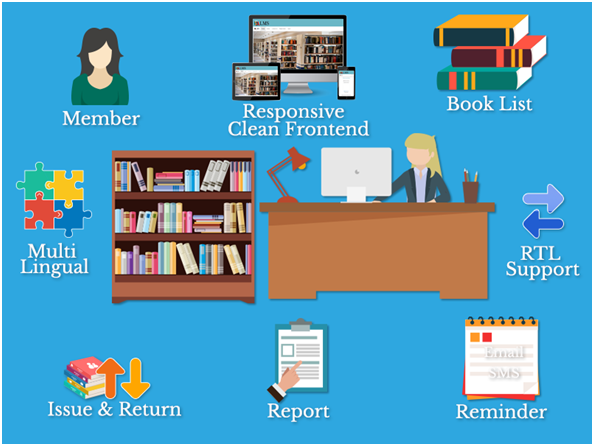 LMS
Member
Responsive
Clean Frontend
Book List
Multi
Lingual
RTL
Support
Issue & Return
Report
Email
SMS
Reminder